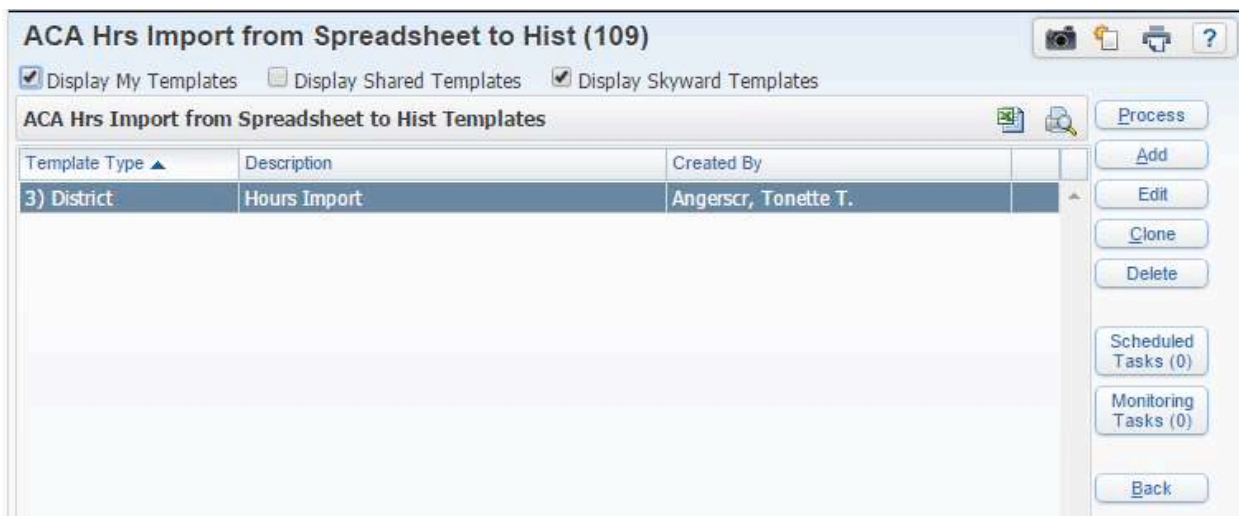 ACA Hrs Import from Spreadsheet to Hist (109)
?
Display My Templates Display Shared Templates Display Skyward Templates
ACA Hrs Import from Spreadsheet to Hist Templates
Template Type Description Created By
3) District Hours Import Angerscr, Tonette T.
Process
Add
Edit
Clone
Delete
Scheduled
Tasks (0)
Monitoring
Tasks (0)
Back